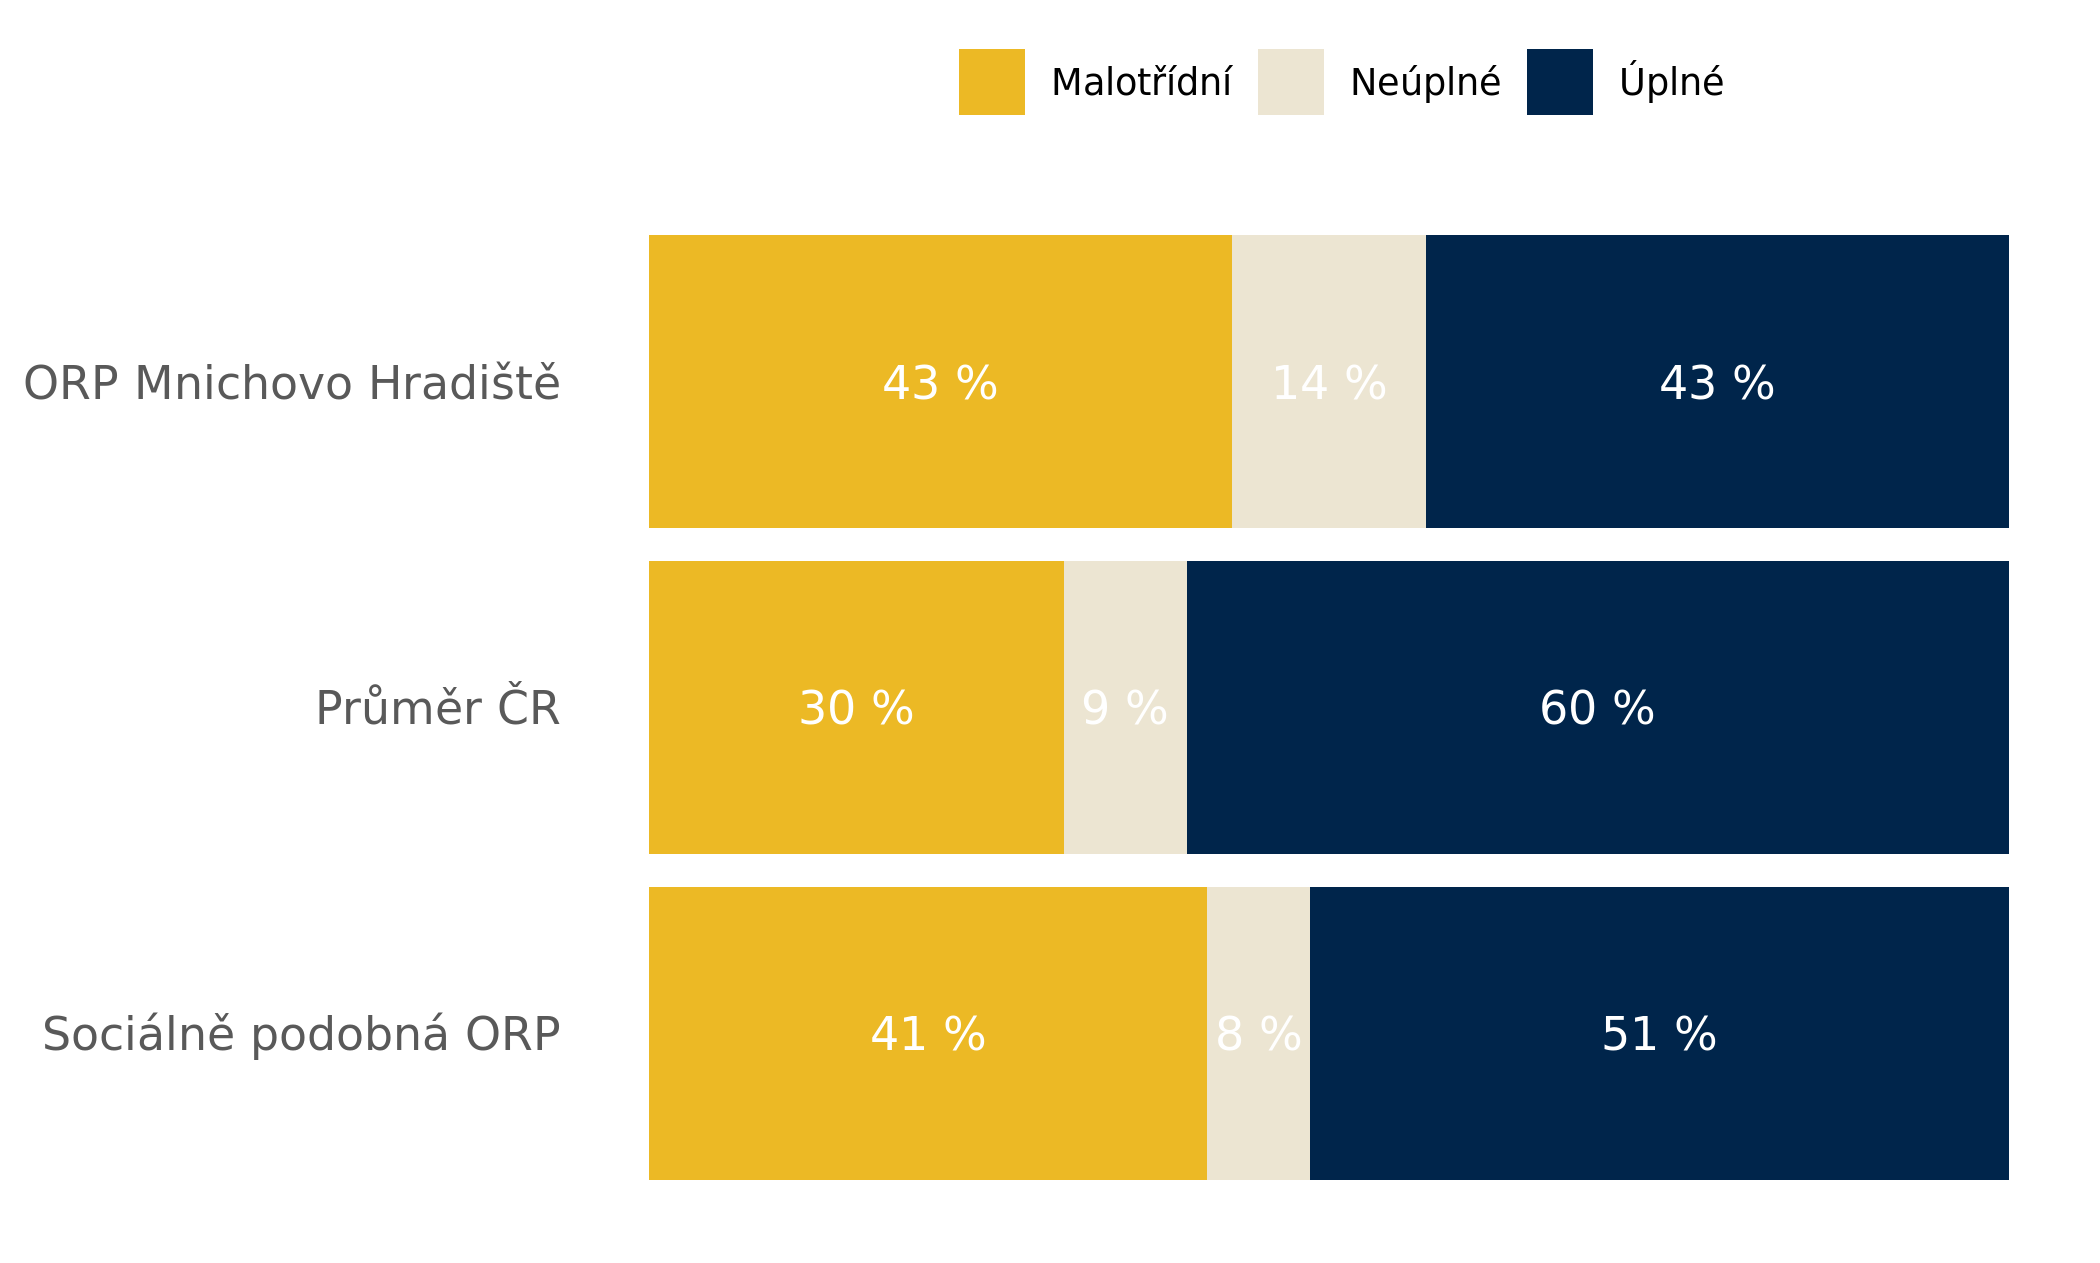 Malotřídní Neúplné Úplné
ORP Mnichovo Hradiště 43 % 14 % 43 %
Průměr ČR 30 % 9 % 60 %
Sociálně podobná ORP 41 % 8 % 51 %